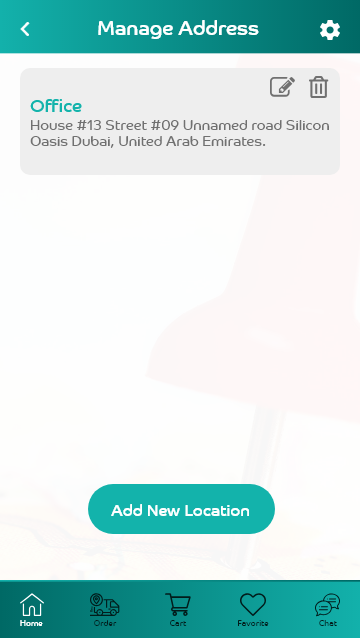 Manage Address
Office
House #13 Street #09 Unnamed road Silicon
Oasis Dubai, United Arab Emirates.
Add New Location
Home
Order
Cart
Favorite
Chat